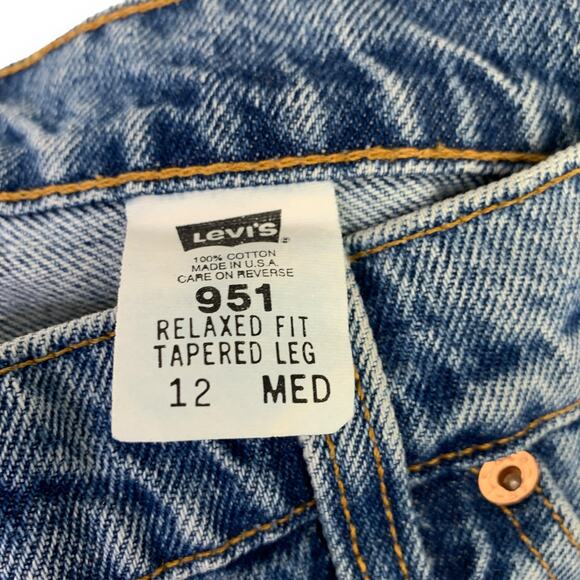 Levi's
100% COTTON
MADE IN U.S.A.
CARE ON REVERSE
951
RELAXED FIT
TAPERED LEG
12 MED